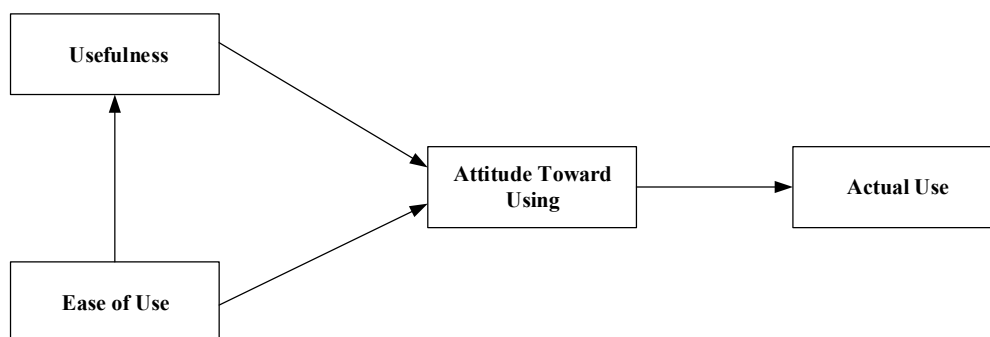 Usefulness
Attitude Toward
Using
Actual Use
Ease of Use